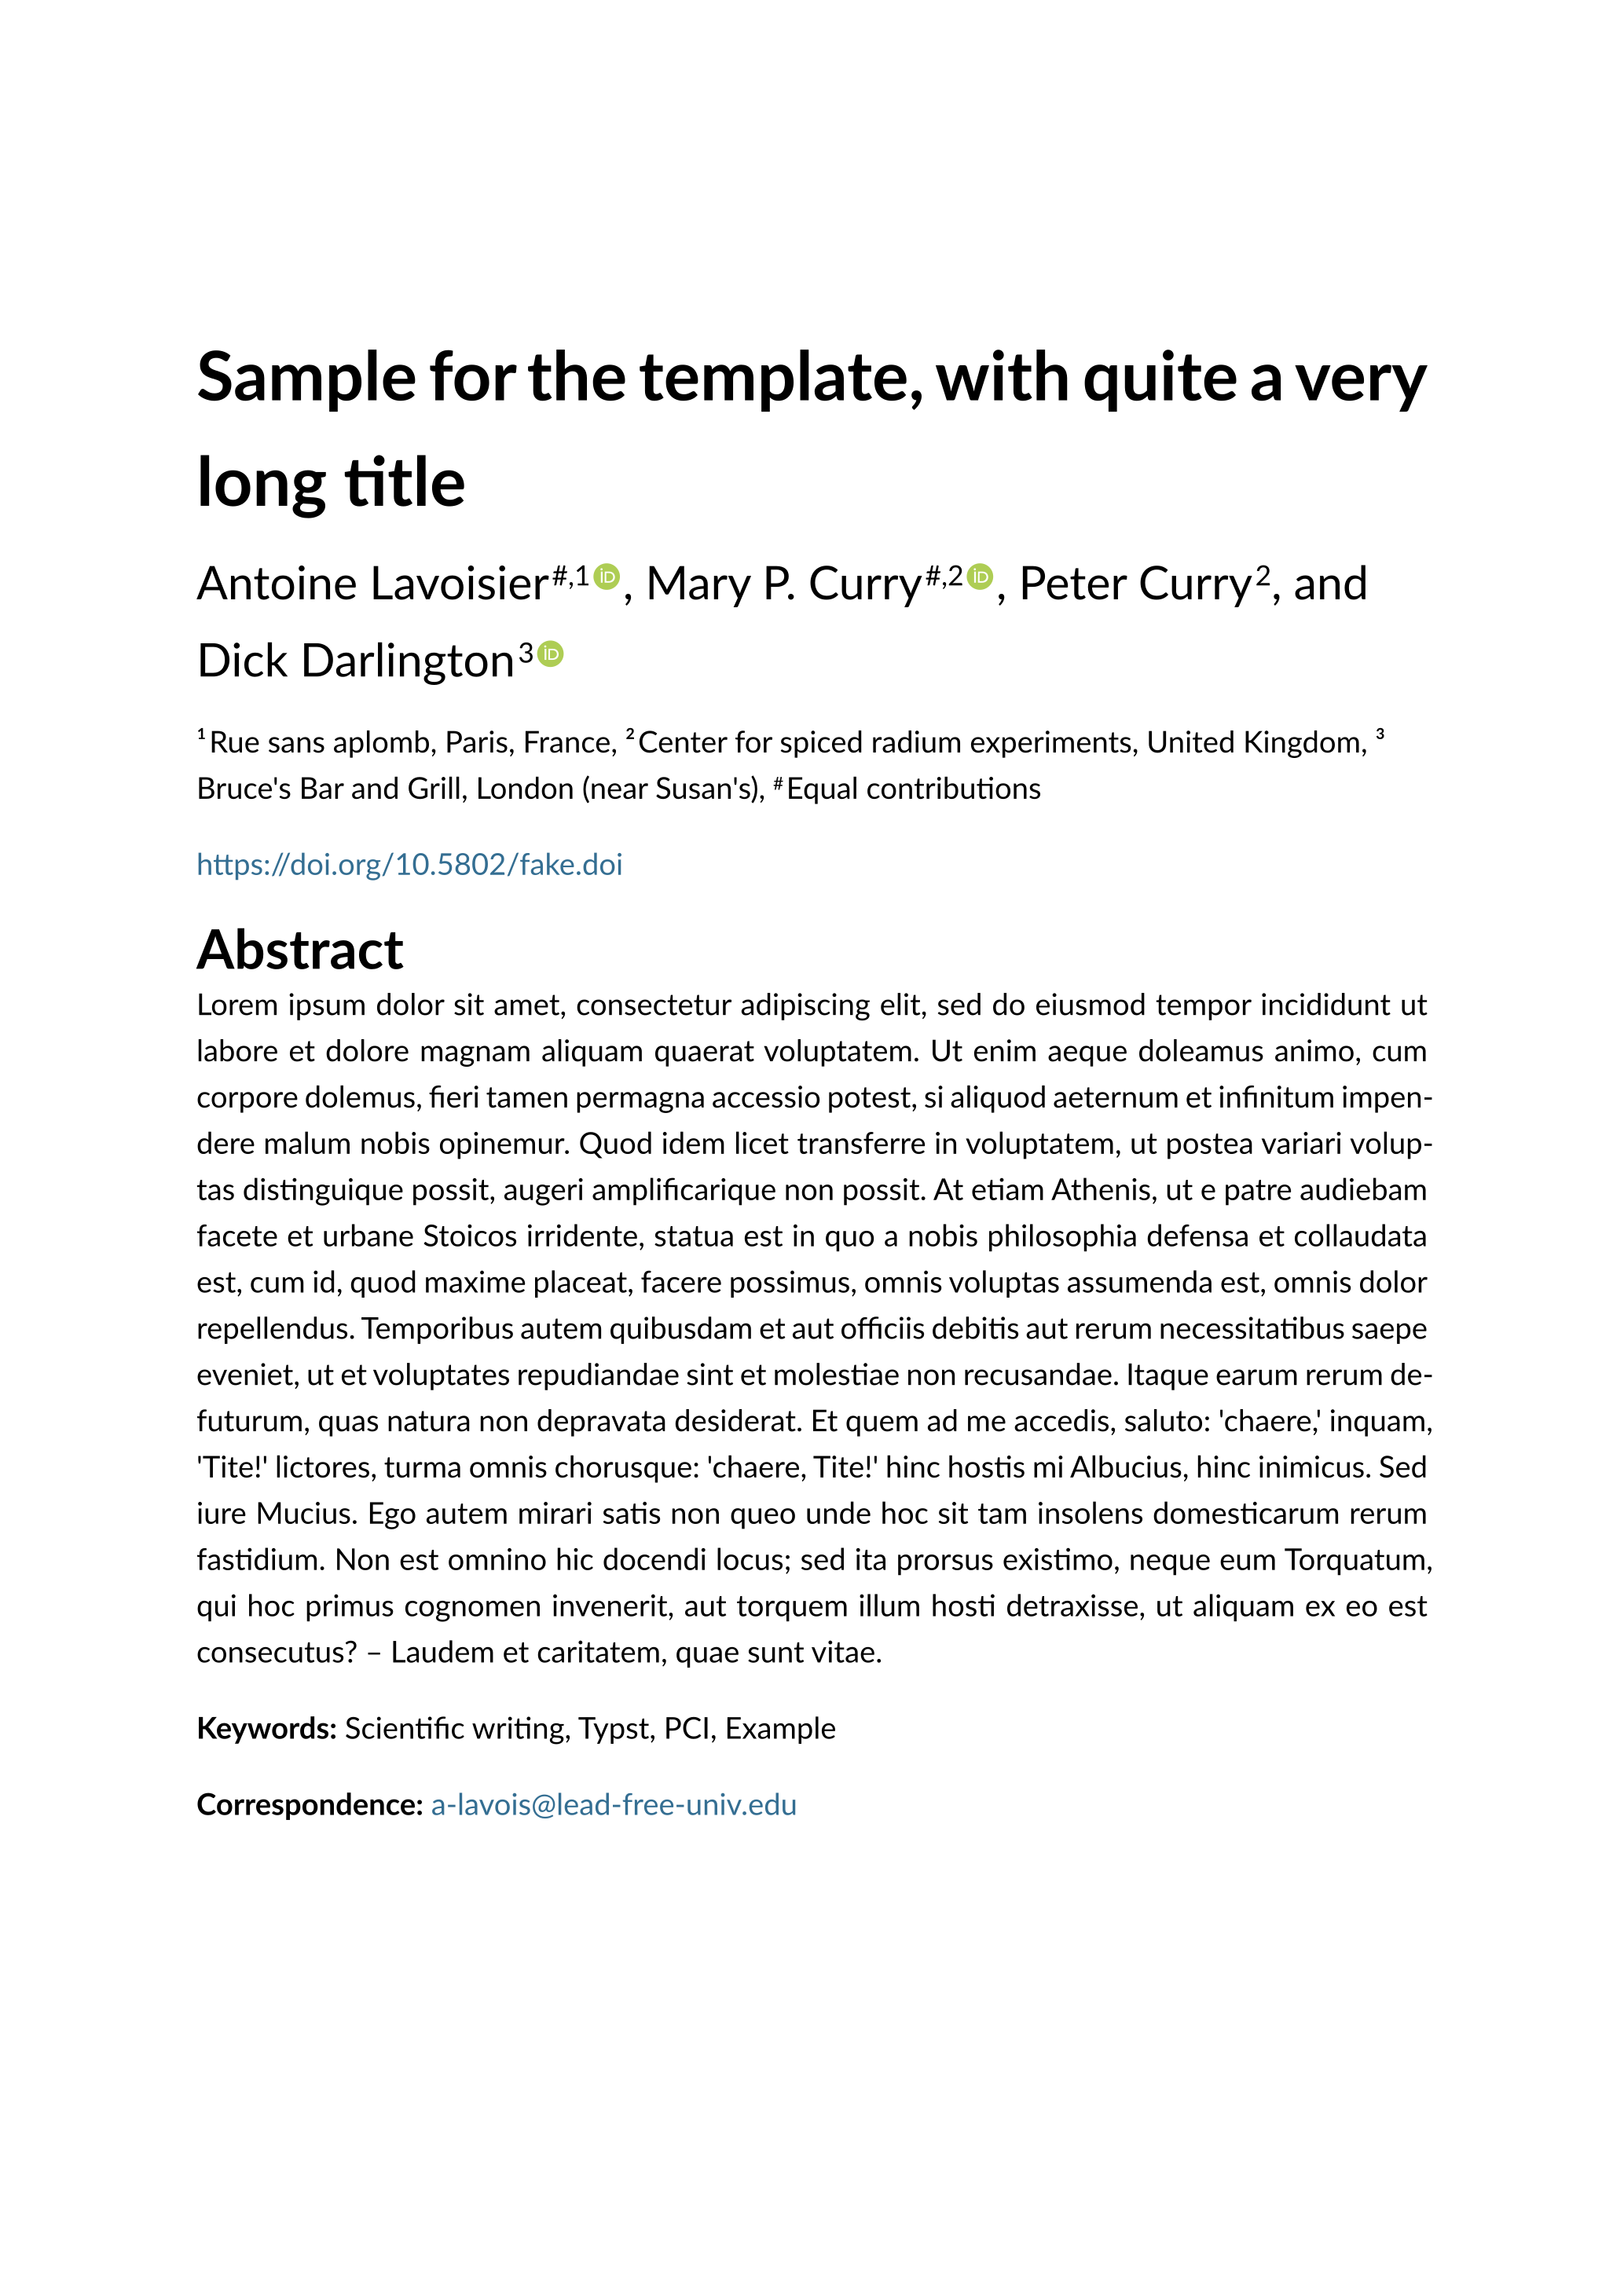 Sample for the template, with quite a very
long title
Antoine Lavoisier#,1 iD, Mary P. Curry#,2 iD, Peter Curry2, and
Dick Darlington3 iD
1 Rue sans aplomb, Paris, France, 2 Center for spiced radium experiments, United Kingdom, 3
Bruce's Bar and Grill, London (near Susan's), # Equal contributions
https://doi.org/10.5802/fake.doi
Abstract
Lorem ipsum dolor sit amet, consectetur adipiscing elit, sed do eiusmod tempor incididunt ut
labore et dolore magnam aliquam quaerat voluptatem. Ut enim aeque doleamus animo, cum
corpore dolemus, fieri tamen permagna accessio potest, si aliquod aeternum et infinitum impen-
dere malum nobis opinemur. Quod idem licet transferre in voluptatem, ut postea variari volup-
tas distinguique possit, augeri amplificarique non possit. At etiam Athenis, ut e patre audiebam
facete et urbane Stoicos irridente, statua est in quo a nobis philosophia defensa et collaudata
est, cum id, quod maxime placeat, facere possimus, omnis voluptas assumenda est, omnis dolor
repellendus. Temporibus autem quibusdam et aut officiis debitis aut rerum necessitatibus saepe
eveniet, ut et voluptates repudiandae sint et molestiae non recusandae. Itaque earum rerum de-
futurum, quas natura non depravata desiderat. Et quem ad me accedis, saluto: 'chaere,' inquam,
'Tite!' lictores, turma omnis chorusque: 'chaere, Tite!' hinc hostis mi Albucius, hinc inimicus. Sed
iure Mucius. Ego autem mirari satis non queo unde hoc sit tam insolens domesticarum rerum
fastidium. Non est omnino hic docendi locus; sed ita prorsus existimo, neque eum Torquatum,
qui hoc primus cognomen invenerit, aut torquem illum hosti detraxisse, ut aliquam ex eo est
consecutus? – Laudem et caritatem, quae sunt vitae.
Keywords: Scientific writing, Typst, PCI, Example
Correspondence: a-lavois@lead-free-univ.edu